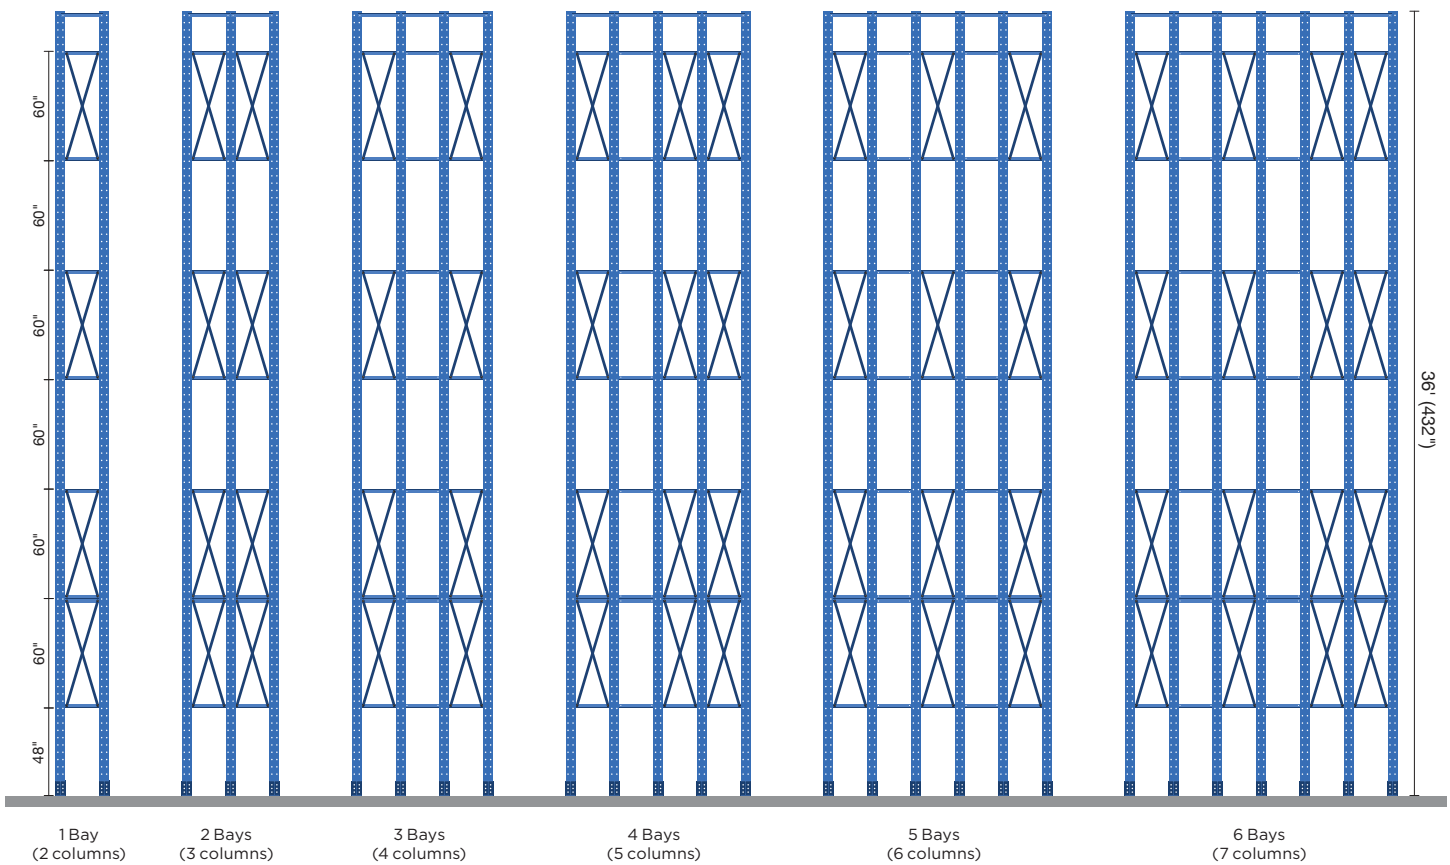 60"
60"
60"
60"
60"
60"
48"
36' (432")
1 Bay
(2 columns)
2 Bays
(3 columns)
3 Bays
(4 columns)
4 Bays
(5 columns)
5 Bays
(6 columns)
6 Bays
(7 columns)